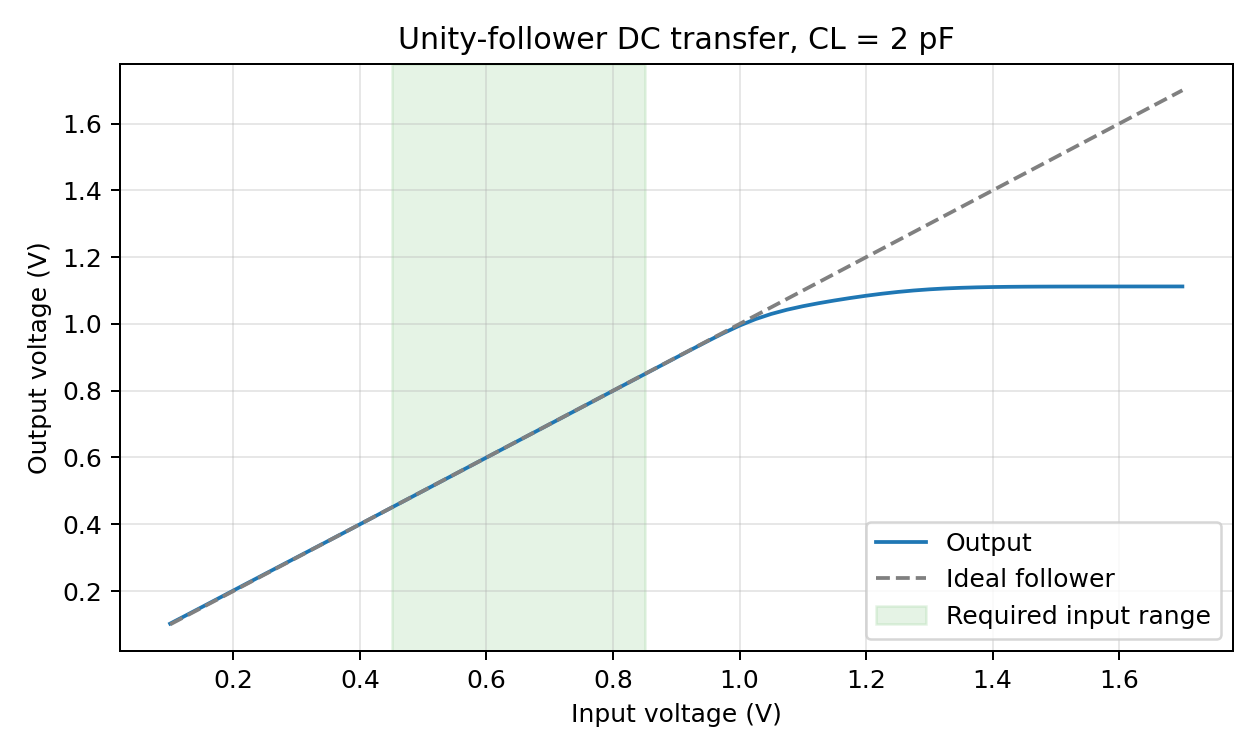 Unity-follower DC transfer, CL = 2 pF
Output voltage (V)
1.6
1.4
1.2
1.0
0.8
0.6
0.4
0.2
Output
Ideal follower
Required input range
0.2 0.4 0.6 0.8 1.0 1.2 1.4 1.6
Input voltage (V)